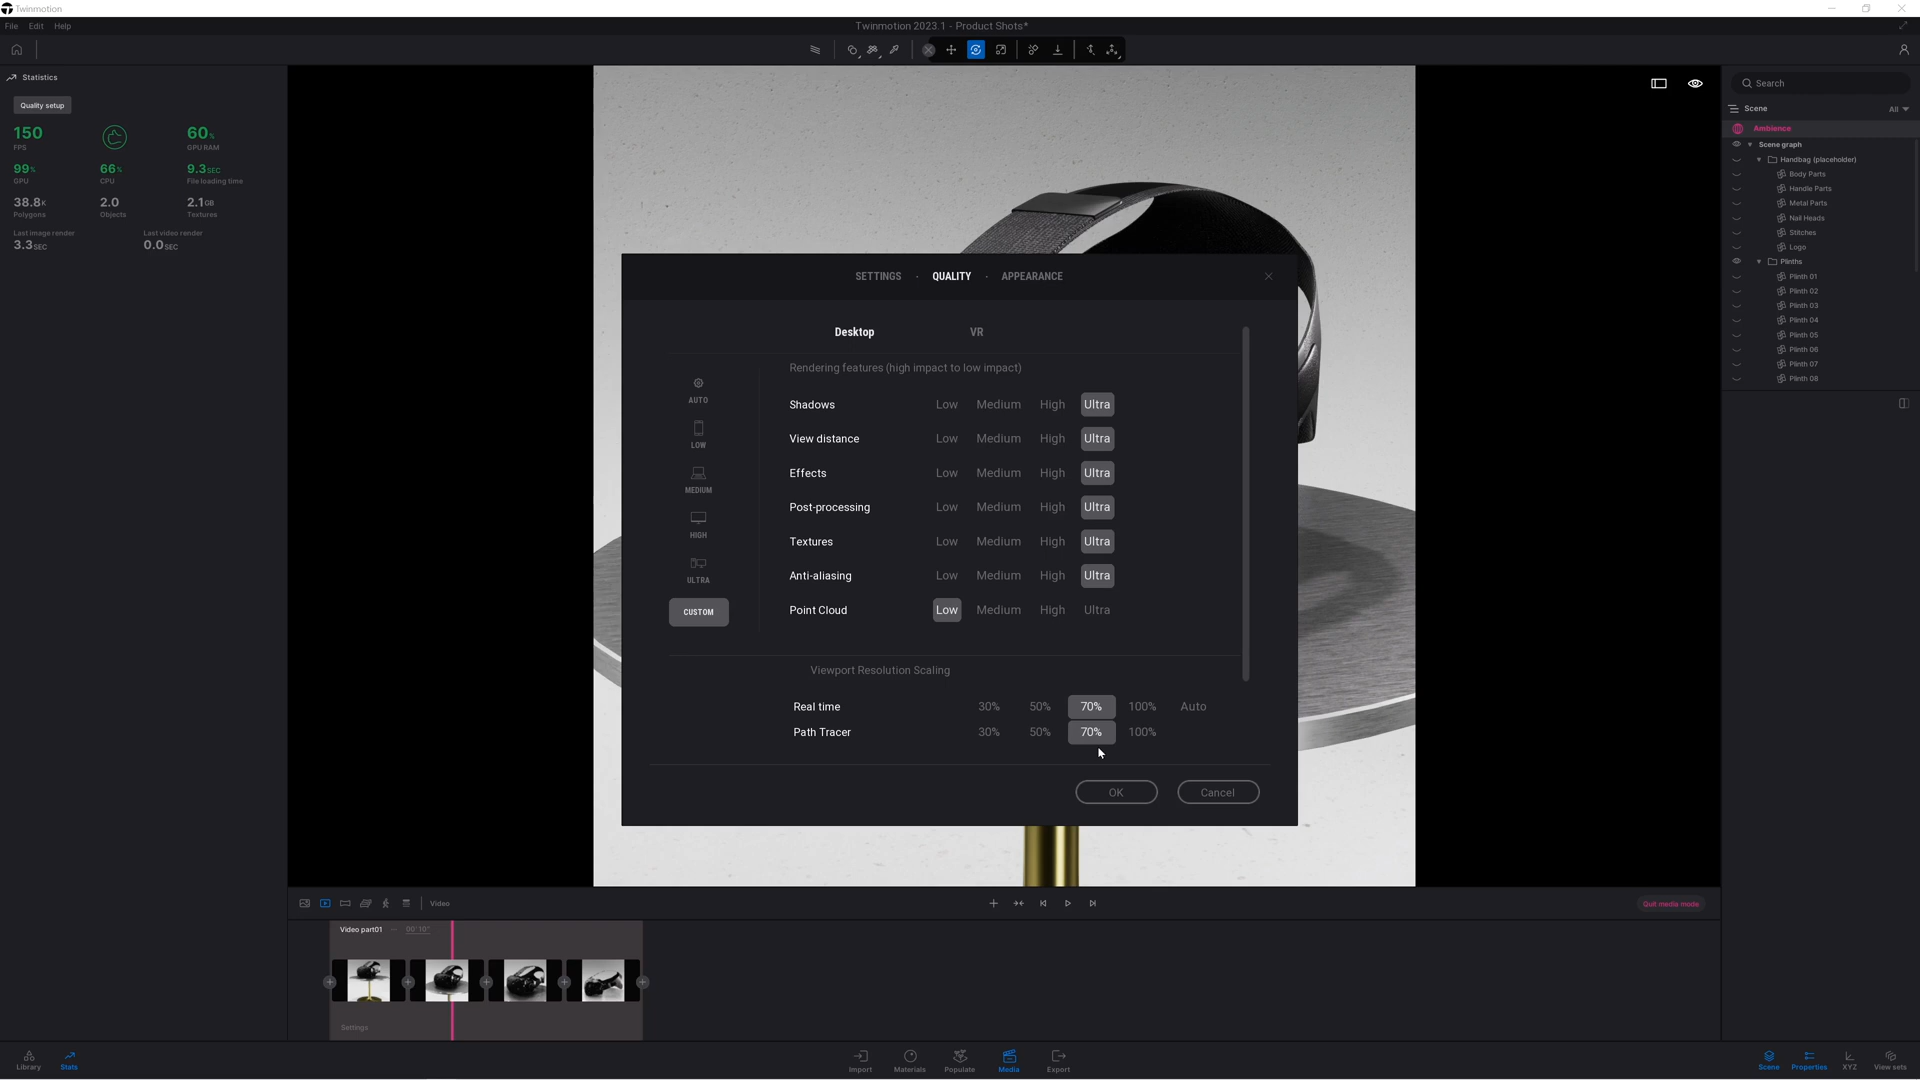 Twinmotion
File Edit Help
Twinmotion 2023.1 - Product Shots*
Statistics
Quality setup
150
60%
FPS
GPU RAM
99% 66% 9.3SEC
GPU CPU File loading time
38.8K 2.0 2.1GB
Polygons Objects Textures
Last image render Last video render
3.3SEC 0.0SEC
SETTINGS - QUALITY - APPEARANCE
Desktop VR
Rendering features (high impact to low impact)
AUTO
LOW
MEDIUM
HIGH
ULTRA
CUSTOM
Shadows Low Medium High Ultra
View distance Low Medium High Ultra
Effects Low Medium High Ultra
Post-processing Low Medium High Ultra
Textures Low Medium High Ultra
Anti-aliasing Low Medium High Ultra
Point Cloud Low Medium High Ultra
Viewport Resolution Scaling
Real time 30% 50% 70% 100% Auto
Path Tracer 30% 50% 70% 100%
OK Cancel
Search
Scene All
Ambience
Scene graph
Handbag (placeholder)
Body Parts
Handle Parts
Metal Parts
Nail Heads
Stitches
Logo
Plinths
Plinth 01
Plinth 02
Plinth 03
Plinth 04
Plinth 05
Plinth 06
Plinth 07
Plinth 08
Video
Quit media mode
Video part01 00' 10"
Settings
Library Stats Import Materials Populate Media Export Scene Properties XYZ View sets